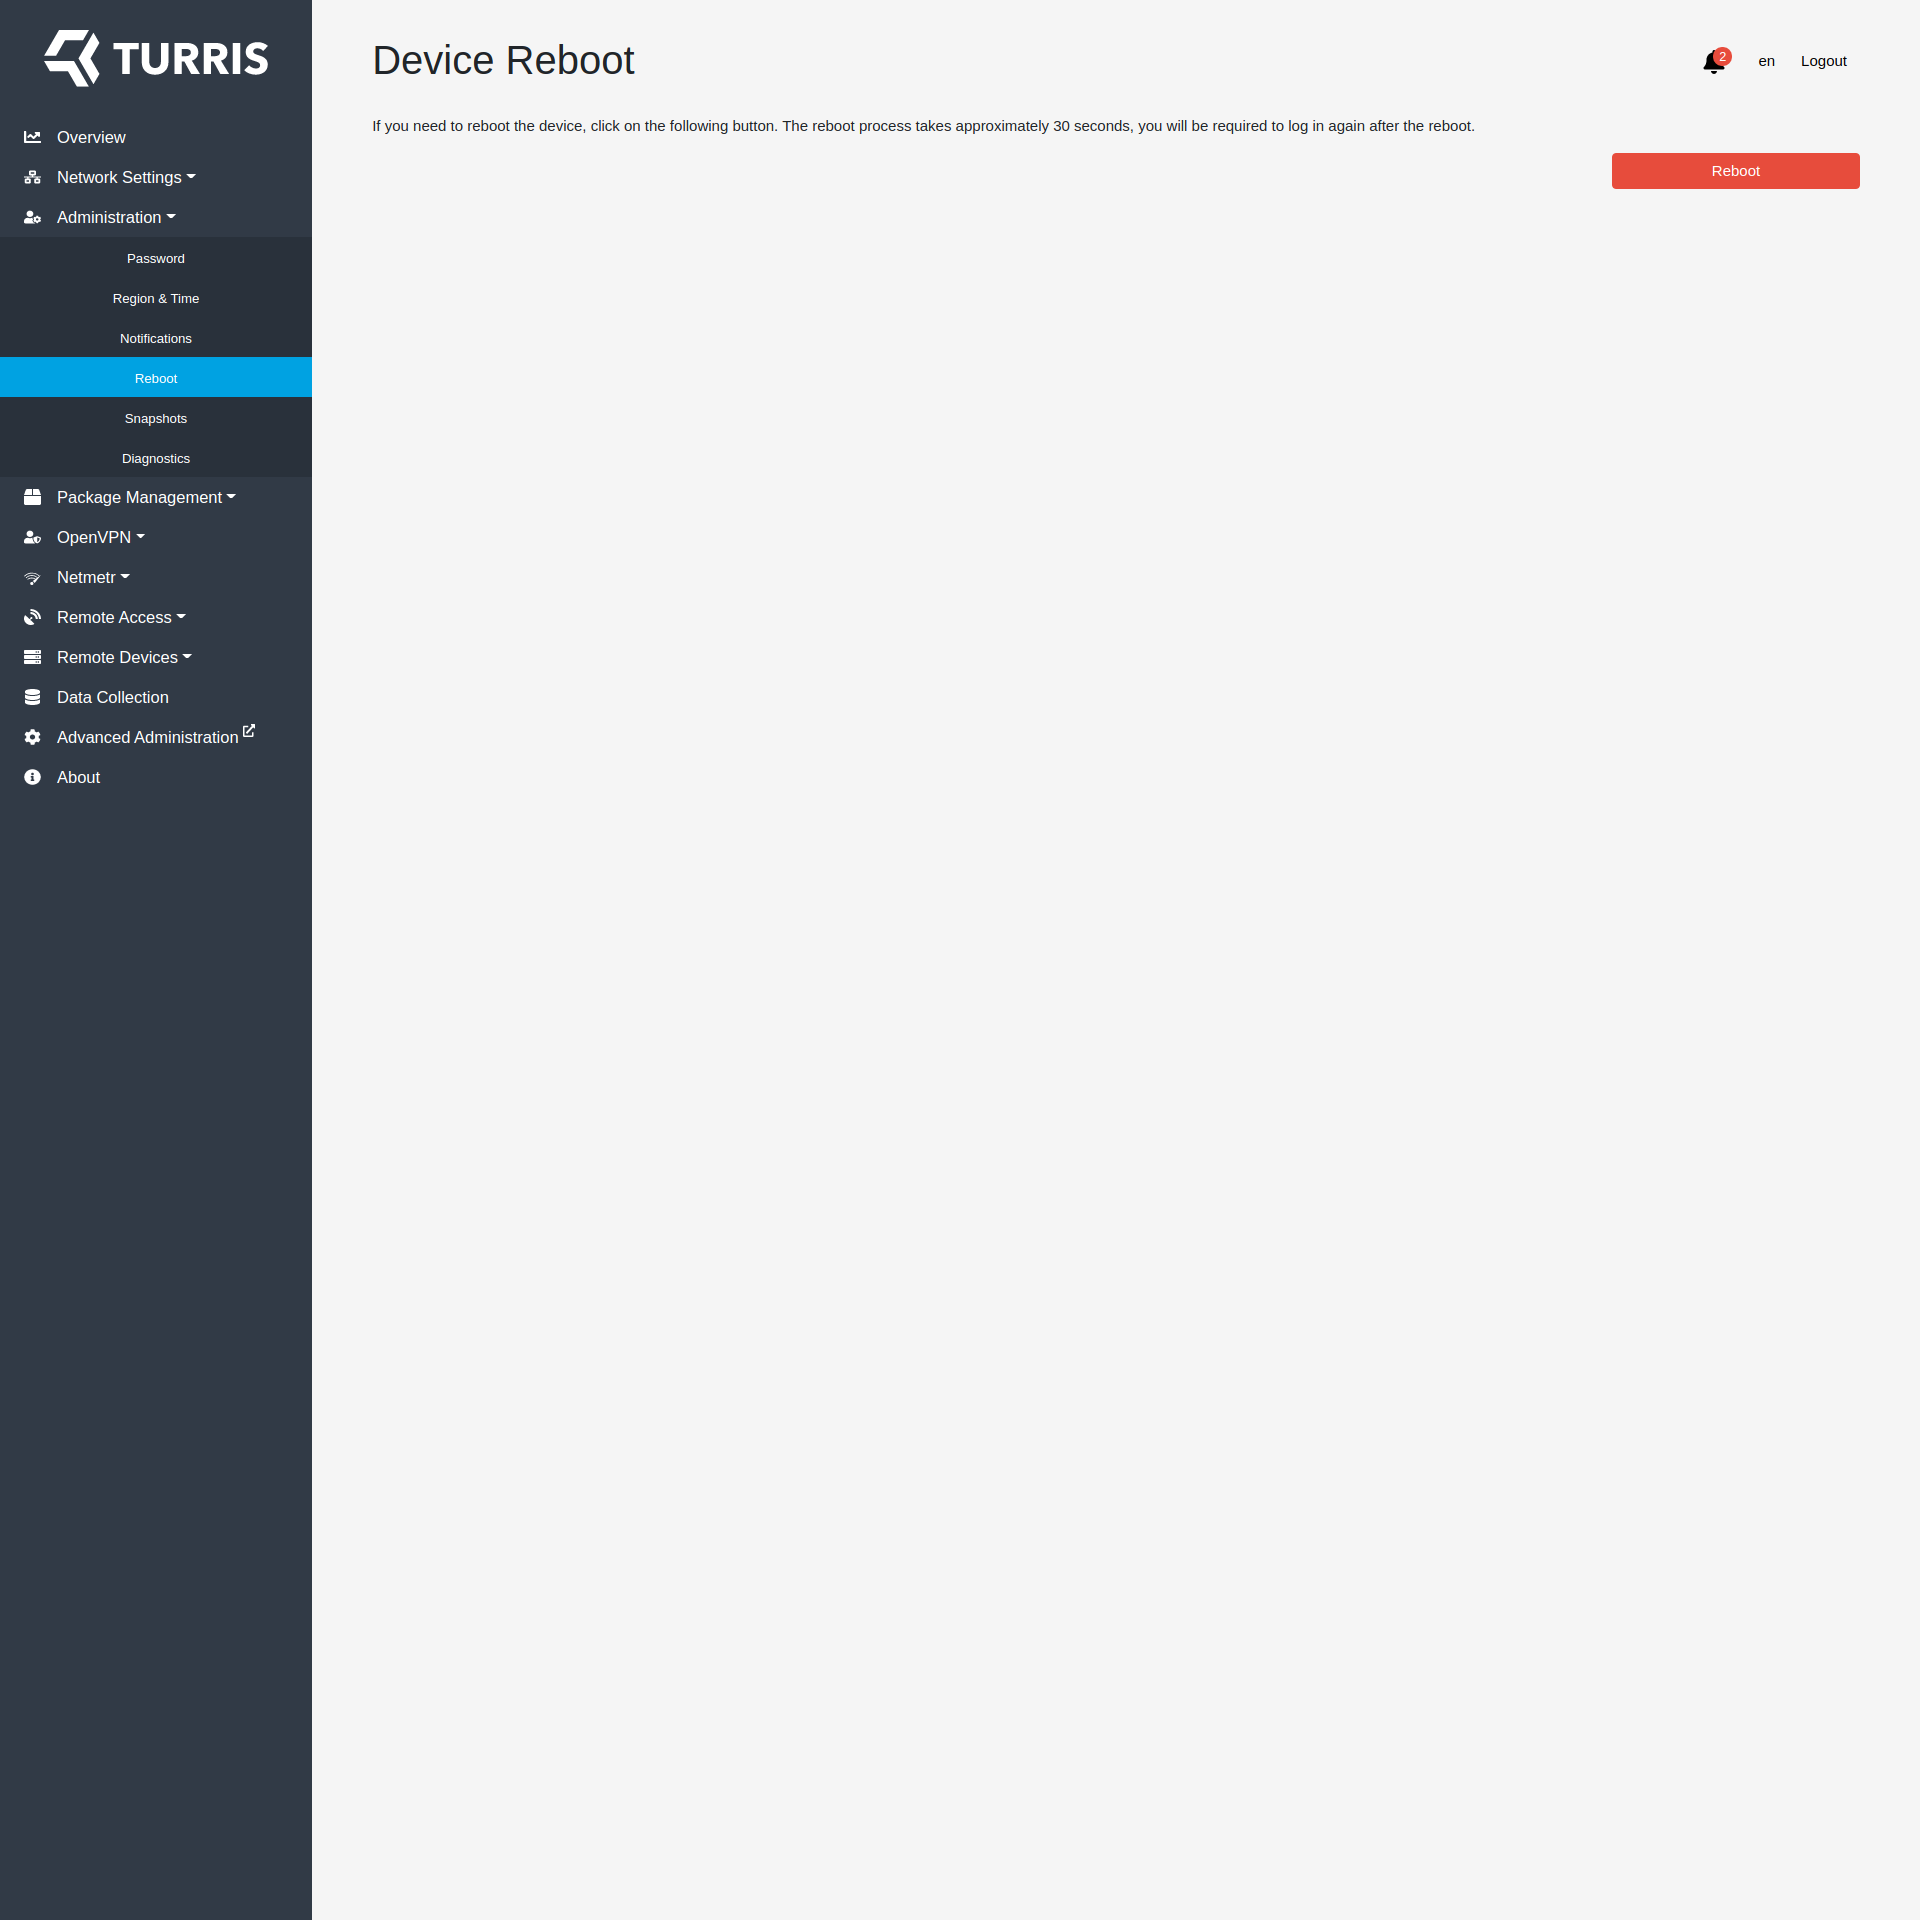 TURRIS
Overview
Network Settings
Administration
Password
Region & Time
Notifications
Reboot
Snapshots
Diagnostics
Package Management
OpenVPN
Netmetr
Remote Access
Remote Devices
Data Collection
Advanced Administration
About
Device Reboot
2
en
Logout
If you need to reboot the device, click on the following button. The reboot process takes approximately 30 seconds, you will be required to log in again after the reboot.
Reboot